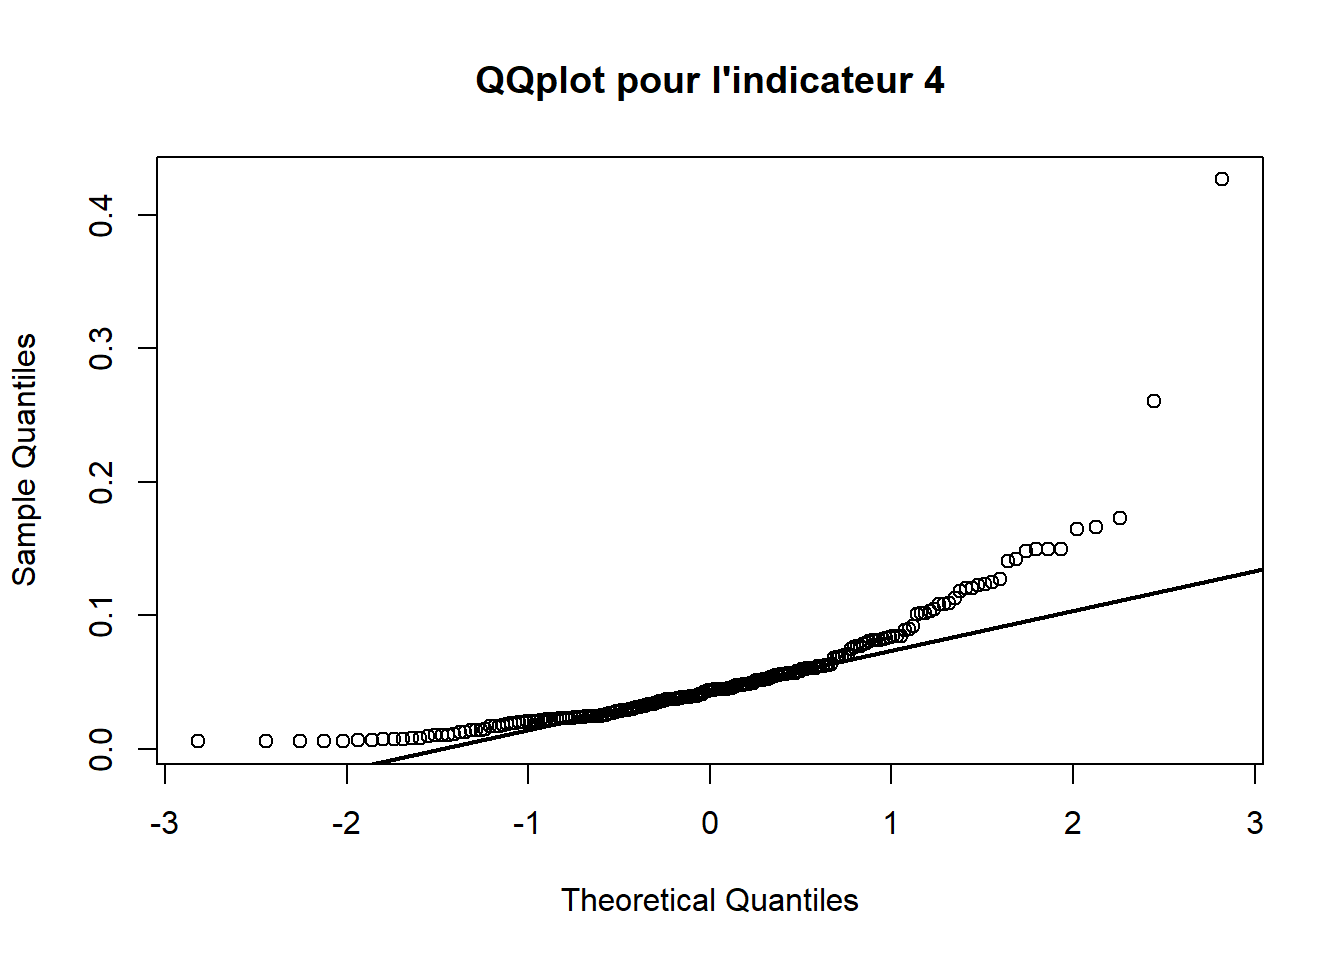 QQplot pour l'indicateur 4
Sample Quantiles
0.4
0.3
0.2
0.1
0.0
-3 -2 -1 0 1 2 3
Theoretical Quantiles